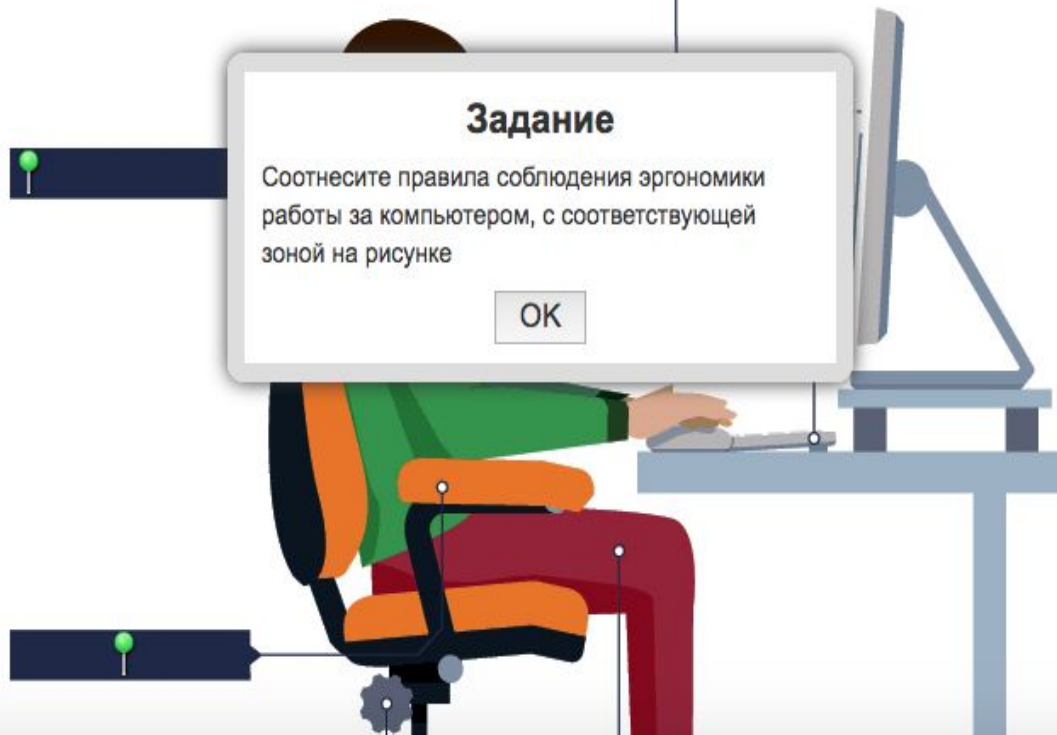 Задание
Соотнесите правила соблюдения эргономики
работы за компьютером, с соответствующей
зоной на рисунке
OK